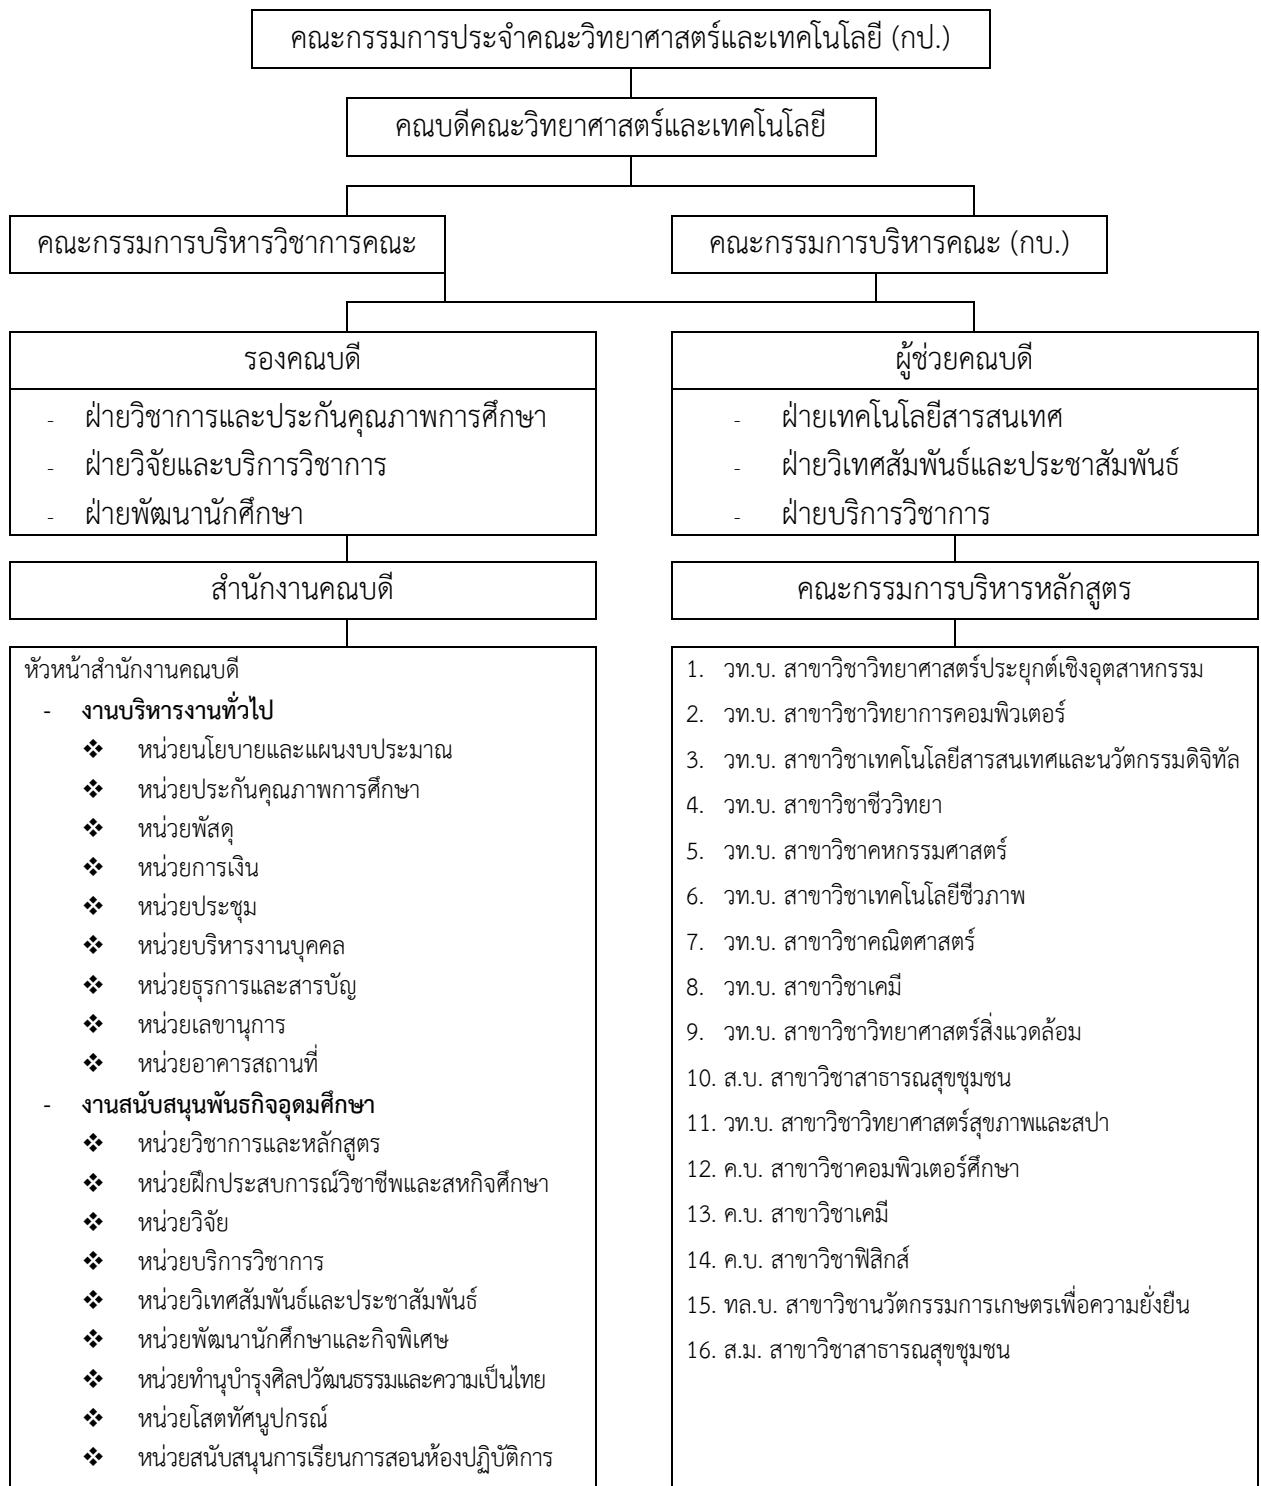 คณะกรรมการประจำคณะวิทยาศาสตร์และเทคโนโลยี (กป.)
คณบดีคณะวิทยาศาสตร์และเทคโนโลยี
คณะกรรมการบริหารวิชาการคณะ
คณะกรรมการบริหารคณะ (กบ.)
รองคณบดี
- ฝ่ายวิชาการและประกันคุณภาพการศึกษา
- ฝ่ายวิจัยและบริการวิชาการ
- ฝ่ายพัฒนานักศึกษา
ผู้ช่วยคณบดี
- ฝ่ายเทคโนโลยีสารสนเทศ
- ฝ่ายวิเทศสัมพันธ์และประชาสัมพันธ์
- ฝ่ายบริการวิชาการ
สำนักงานคณบดี
หัวหน้าสำนักงานคณบดี
- งานบริหารงานทั่วไป
❖ หน่วยนโยบายและแผนงบประมาณ
❖ หน่วยประกันคุณภาพการศึกษา
❖ หน่วยพัสดุ
❖ หน่วยการเงิน
❖ หน่วยประชุม
❖ หน่วยบริหารงานบุคคล
❖ หน่วยธุรการและสารบัญ
❖ หน่วยเลขานุการ
❖ หน่วยอาคารสถานที่
- งานสนับสนุนพันธกิจอุดมศึกษา
❖ หน่วยวิชาการและหลักสูตร
❖ หน่วยฝึกประสบการณ์วิชาชีพและสหกิจศึกษา
❖ หน่วยวิจัย
❖ หน่วยบริการวิชาการ
❖ หน่วยวิเทศสัมพันธ์และประชาสัมพันธ์
❖ หน่วยพัฒนานักศึกษาและกิจพิเศษ
❖ หน่วยทำนุบำรุงศิลปวัฒนธรรมและความเป็นไทย
❖ หน่วยโสตทัศนูปกรณ์
❖ หน่วยสนับสนุนการเรียนการสอนห้องปฏิบัติการ
คณะกรรมการบริหารหลักสูตร
1. วท.บ. สาขาวิชาวิทยาศาสตร์ประยุกต์เชิงอุตสาหกรรม
2. วท.บ. สาขาวิชาวิทยาการคอมพิวเตอร์
3. วท.บ. สาขาวิชาเทคโนโลยีสารสนเทศและนวัตกรรมดิจิทัล
4. วท.บ. สาขาวิชาชีววิทยา
5. วท.บ. สาขาวิชาคหกรรมศาสตร์
6. วท.บ. สาขาวิชาเทคโนโลยีชีวภาพ
7. วท.บ. สาขาวิชาคณิตศาสตร์
8. วท.บ. สาขาวิชาเคมี
9. วท.บ. สาขาวิชาวิทยาศาสตร์สิ่งแวดล้อม
10. ส.บ. สาขาวิชาสาธารณสุขชุมชน
11. วท.บ. สาขาวิชาวิทยาศาสตร์สุขภาพและสปา
12. ค.บ. สาขาวิชาคอมพิวเตอร์ศึกษา
13. ค.บ. สาขาวิชาเคมี
14. ค.บ. สาขาวิชาฟิสิกส์
15. ทล.บ. สาขาวิชานวัตกรรมการเกษตรเพื่อความยั่งยืน
16. ส.ม. สาขาวิชาสาธารณสุขชุมชน